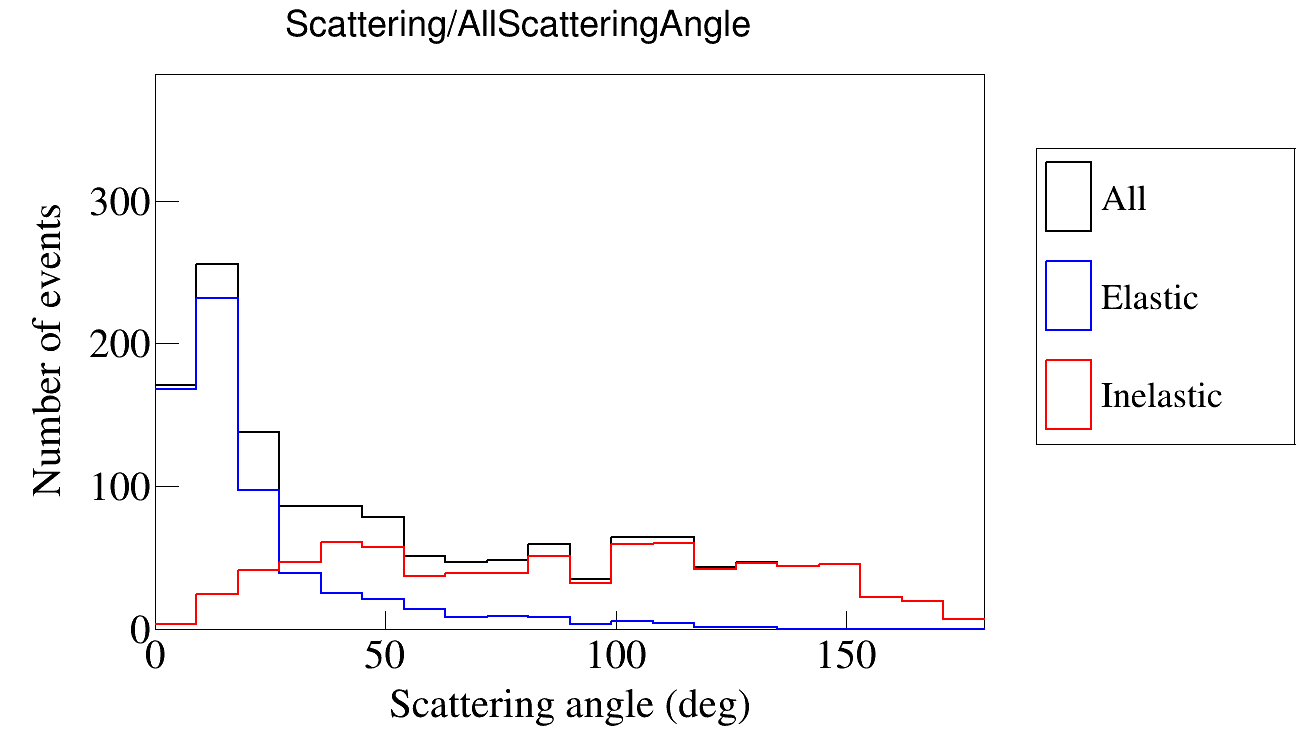 Scattering/AllScatteringAngle
Number of events
300
200
100
0
0 50 100 150
Scattering angle (deg)
All
Elastic
Inelastic